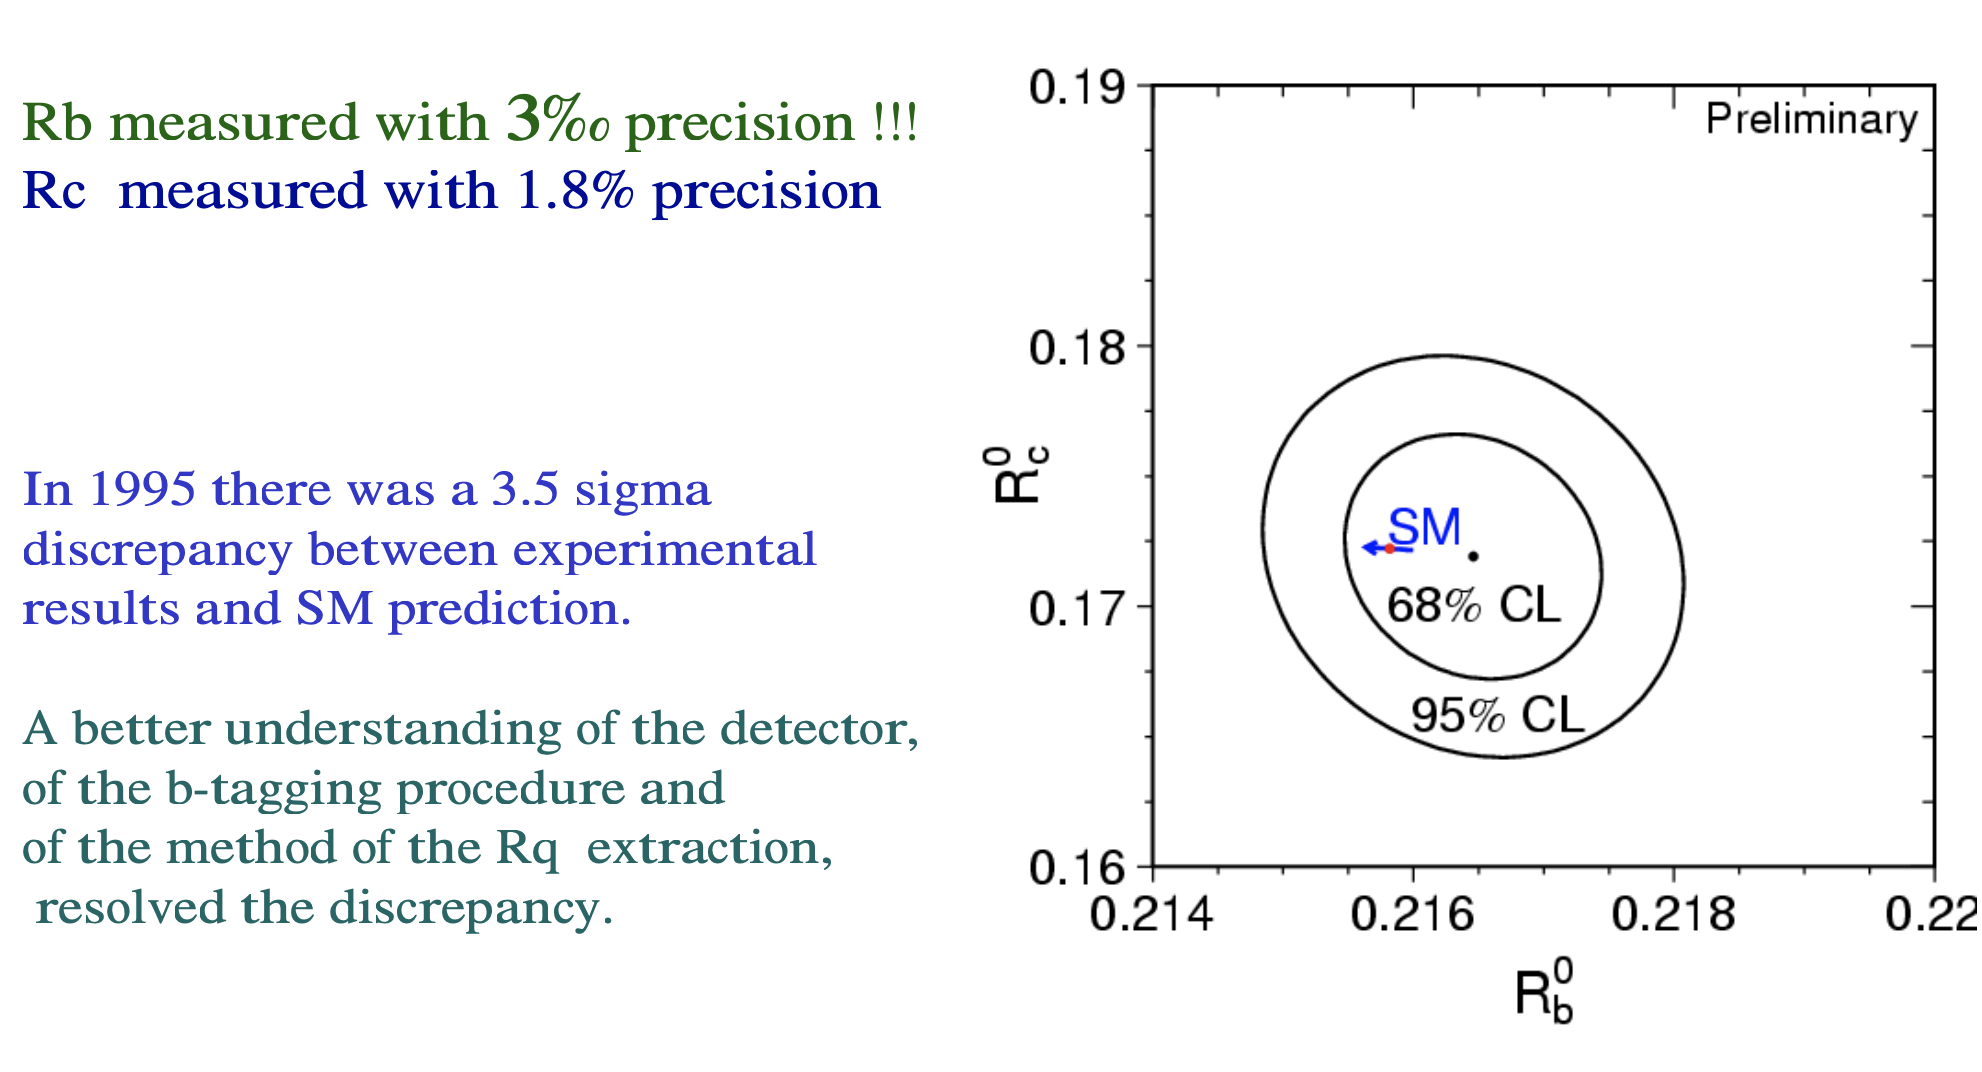 Rb measured with 3‰ precision !!!
Rc measured with 1.8% precision
In 1995 there was a 3.5 sigma
discrepancy between experimental
results and SM prediction.
A better understanding of the detector,
of the b-tagging procedure and
of the method of the Rq extraction,
resolved the discrepancy.
Preliminary
0.19
0.18
0.17
0.16
R⁰c
SM
68% CL
95% CL
0.214 0.216 0.218 0.22
R⁰b